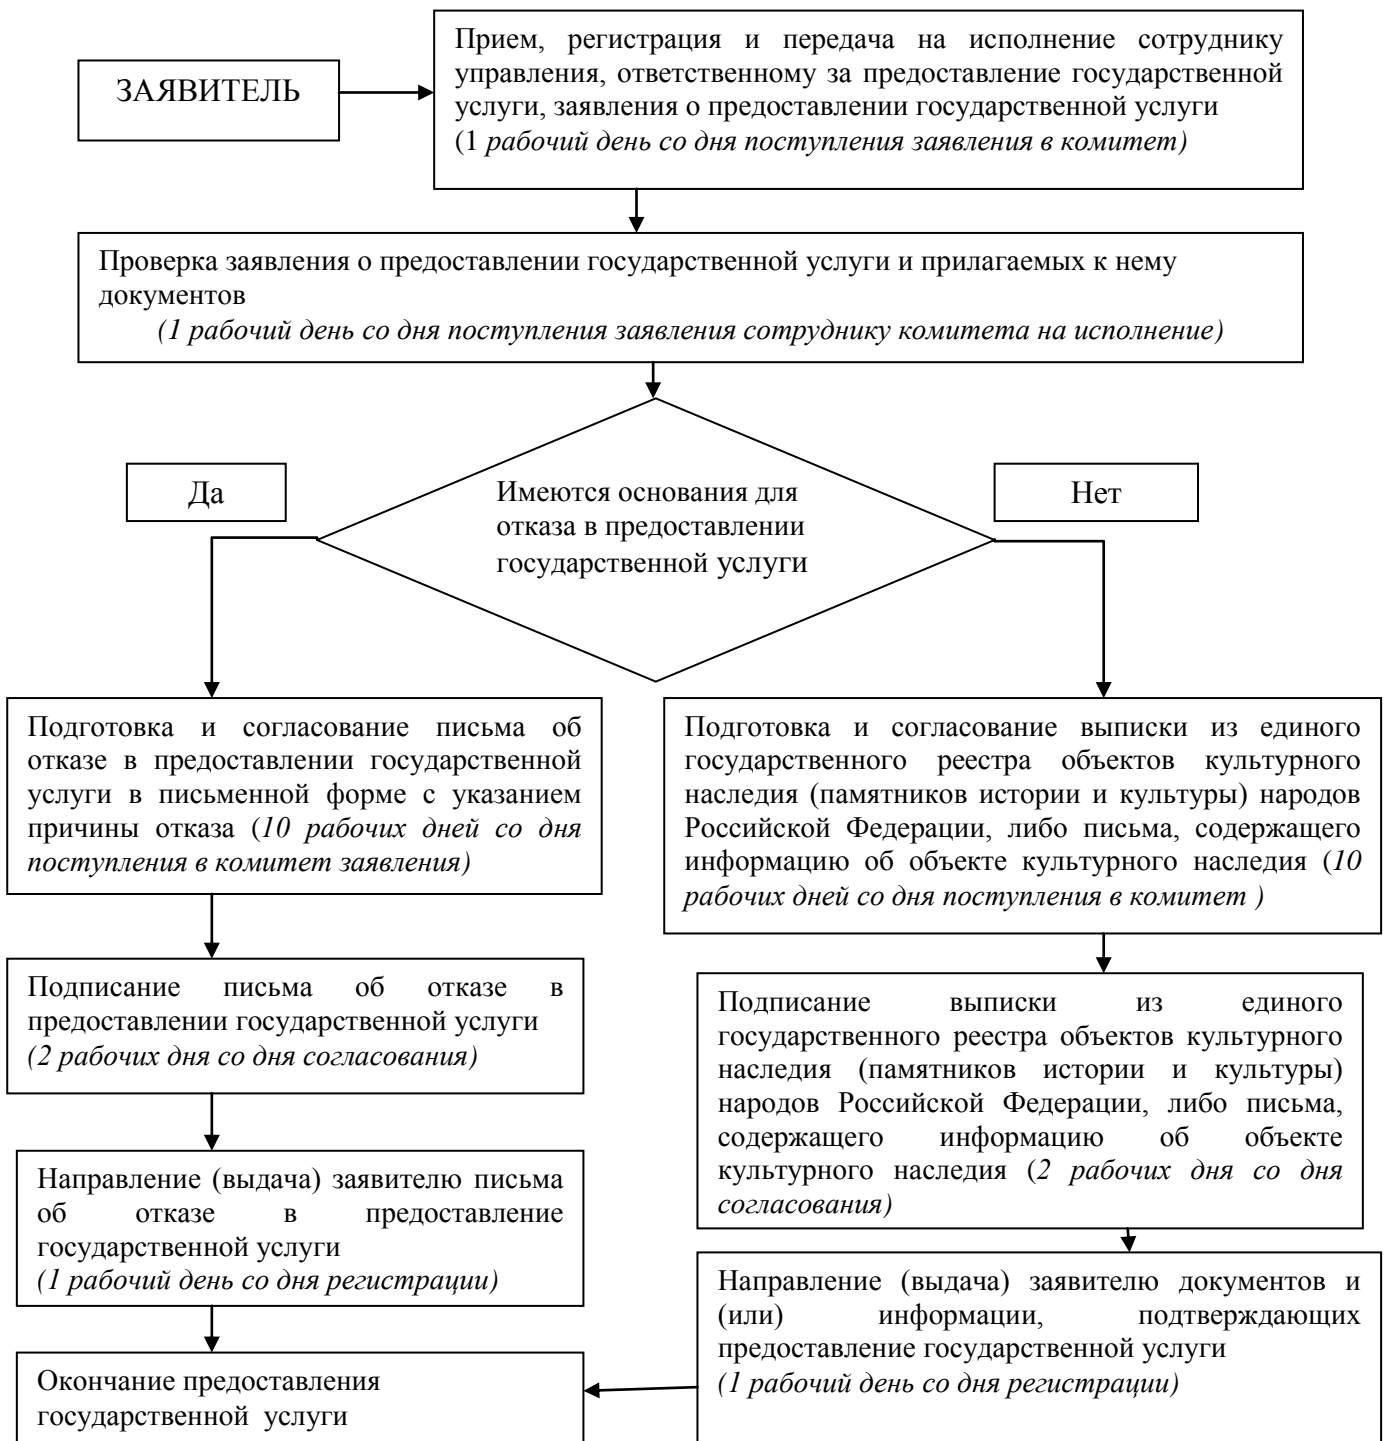 ЗАЯВИТЕЛЬ
Прием, регистрация и передача на исполнение сотруднику
управления, ответственному за предоставление государственной
услуги, заявления о предоставлении государственной услуги
(1 рабочий день со дня поступления заявления в комитет)
Проверка заявления о предоставлении государственной услуги и прилагаемых к нему
документов
(1 рабочий день со дня поступления заявления сотруднику комитета на исполнение)
Да
Имеются основания для
отказа в предоставлении
государственной услуги
Нет
Подготовка и согласование письма об
отказе в предоставлении государственной
услуги в письменной форме с указанием
причины отказа (10 рабочих дней со дня
поступления в комитет заявления)
Подготовка и согласование выписки из единого
государственного реестра объектов культурного
наследия (памятников истории и культуры) народов
Российской Федерации, либо письма, содержащего
информацию об объекте культурного наследия (10
рабочих дней со дня поступления в комитет )
Подписание письма об отказе в
предоставлении государственной услуги
(2 рабочих дня со дня согласования)
Подписание выписки из единого
государственного реестра объектов культурного
наследия (памятников истории и культуры)
народов Российской Федерации, либо письма,
содержащего информацию об объекте
культурного наследия (2 рабочих дня со дня
согласования)
Направление (выдача) заявителю письма
об отказе в предоставление
государственной услуги
(1 рабочий день со дня регистрации)
Направление (выдача) заявителю документов и
(или) информации, подтверждающих
предоставление государственной услуги
(1 рабочий день со дня регистрации)
Окончание предоставления
государственной услуги